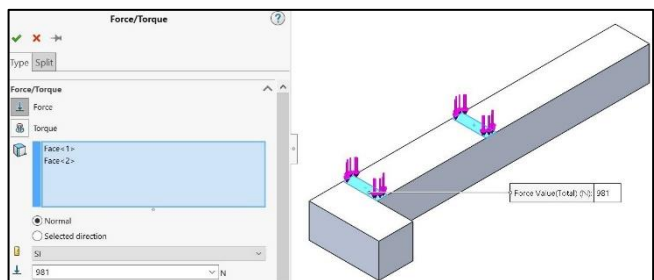 Force/Torque
Type Split
Force/Torque
Force
Torque
Face<1>
Face<2>
Normal
Selected direction
SI
981 N
Force Value(Total) (N): 981